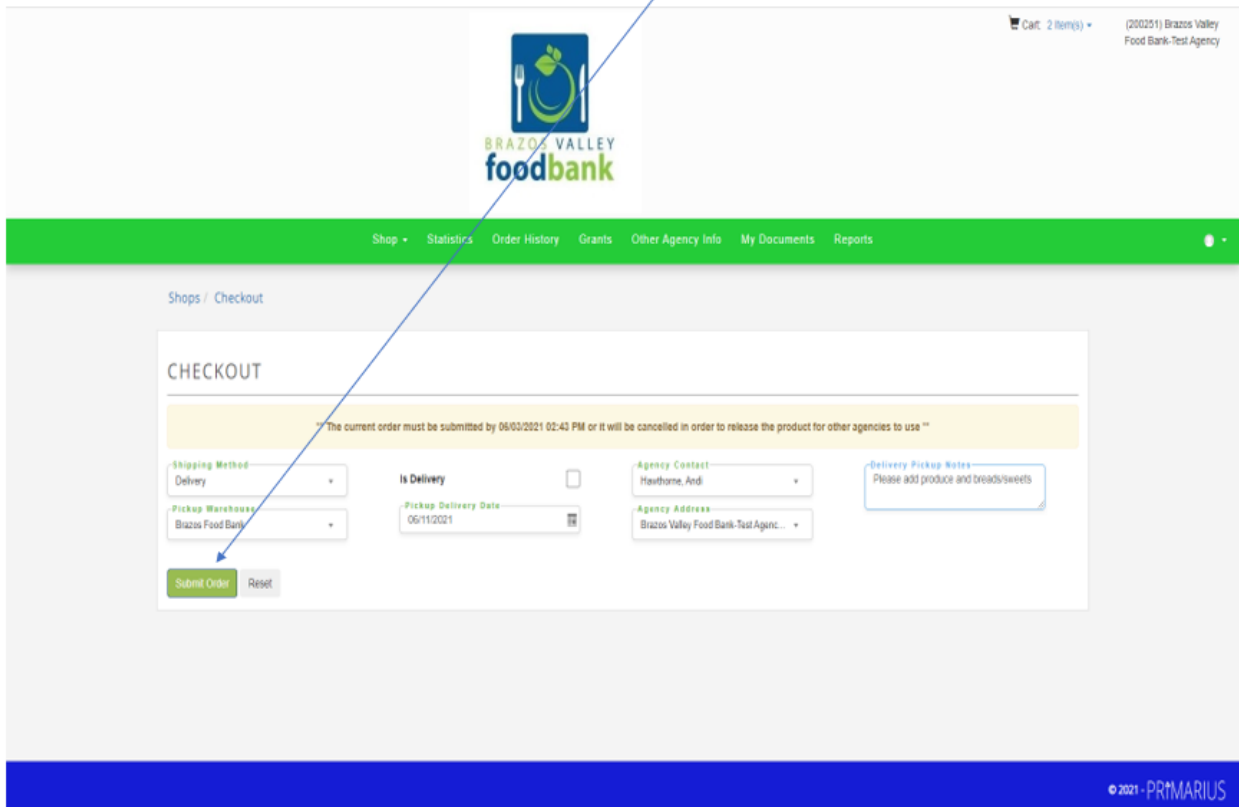 Cart: 2 Item(s)
(200251) Brazos Valley
Food Bank-Test Agency
BRAZOS VALLEY
foodbank
Shop Statistics Order History Grants Other Agency Info My Documents Reports
Shops / Checkout
CHECKOUT
** The current order must be submitted by 06/03/2021 02:43 PM or it will be cancelled in order to release the product for other agencies to use **
Shipping Method
Delivery
Is Delivery
Agency Contact
Hawthorne, Andi
Delivery Pickup Notes
Please add produce and breads/sweets
Pickup Warehouse
Brazos Food Bank
Pickup Delivery Date
06/11/2021
Agency Address
Brazos Valley Food Bank-Test Agenc...
Submit Order Reset
© 2021 - PRIMARIUS